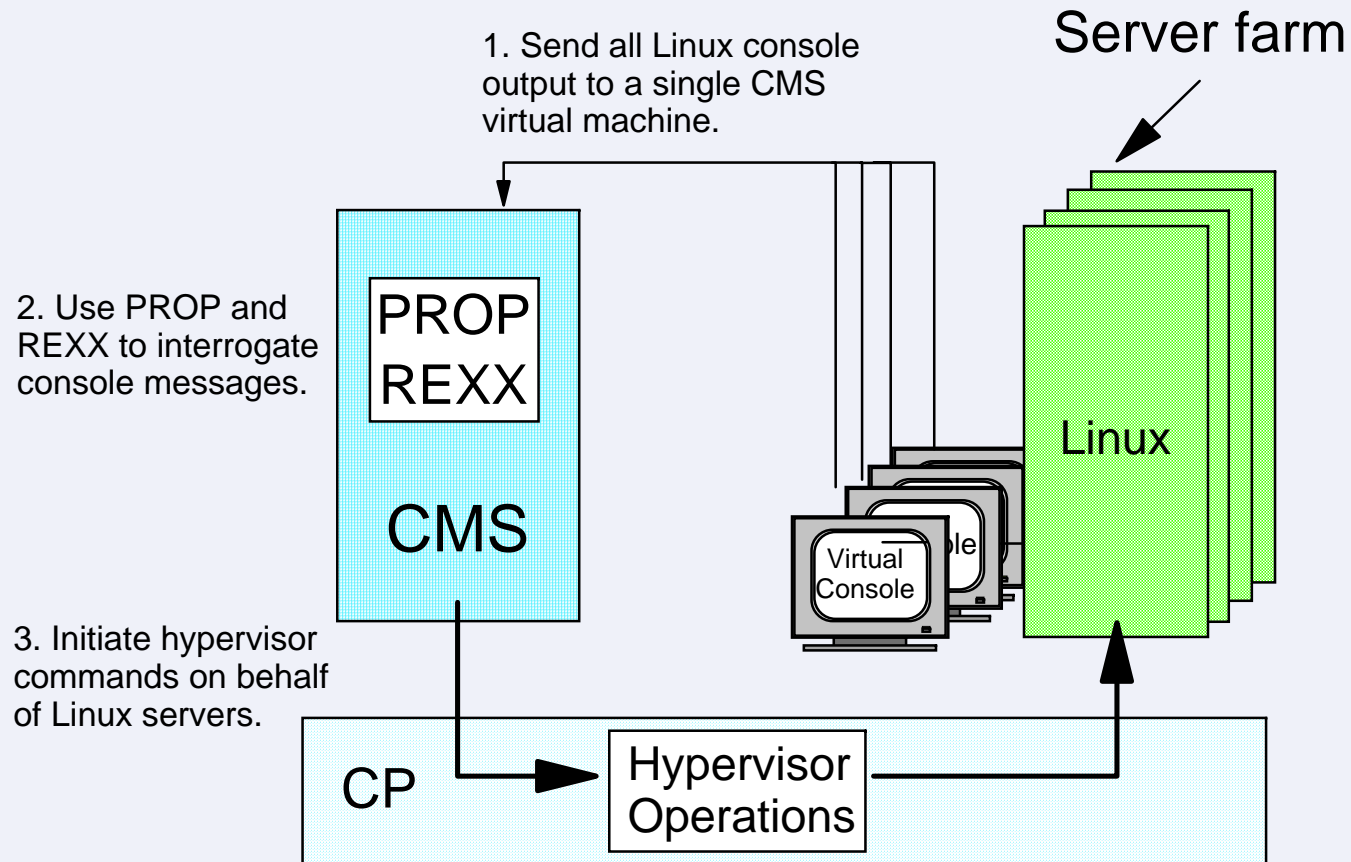 Server farm
1. Send all Linux console
output to a single CMS
virtual machine.
2. Use PROP and
REXX to interrogate
console messages.
PROP
REXX
CMS
Linux
Virtual
Console
3. Initiate hypervisor
commands on behalf
of Linux servers.
CP
Hypervisor
Operations